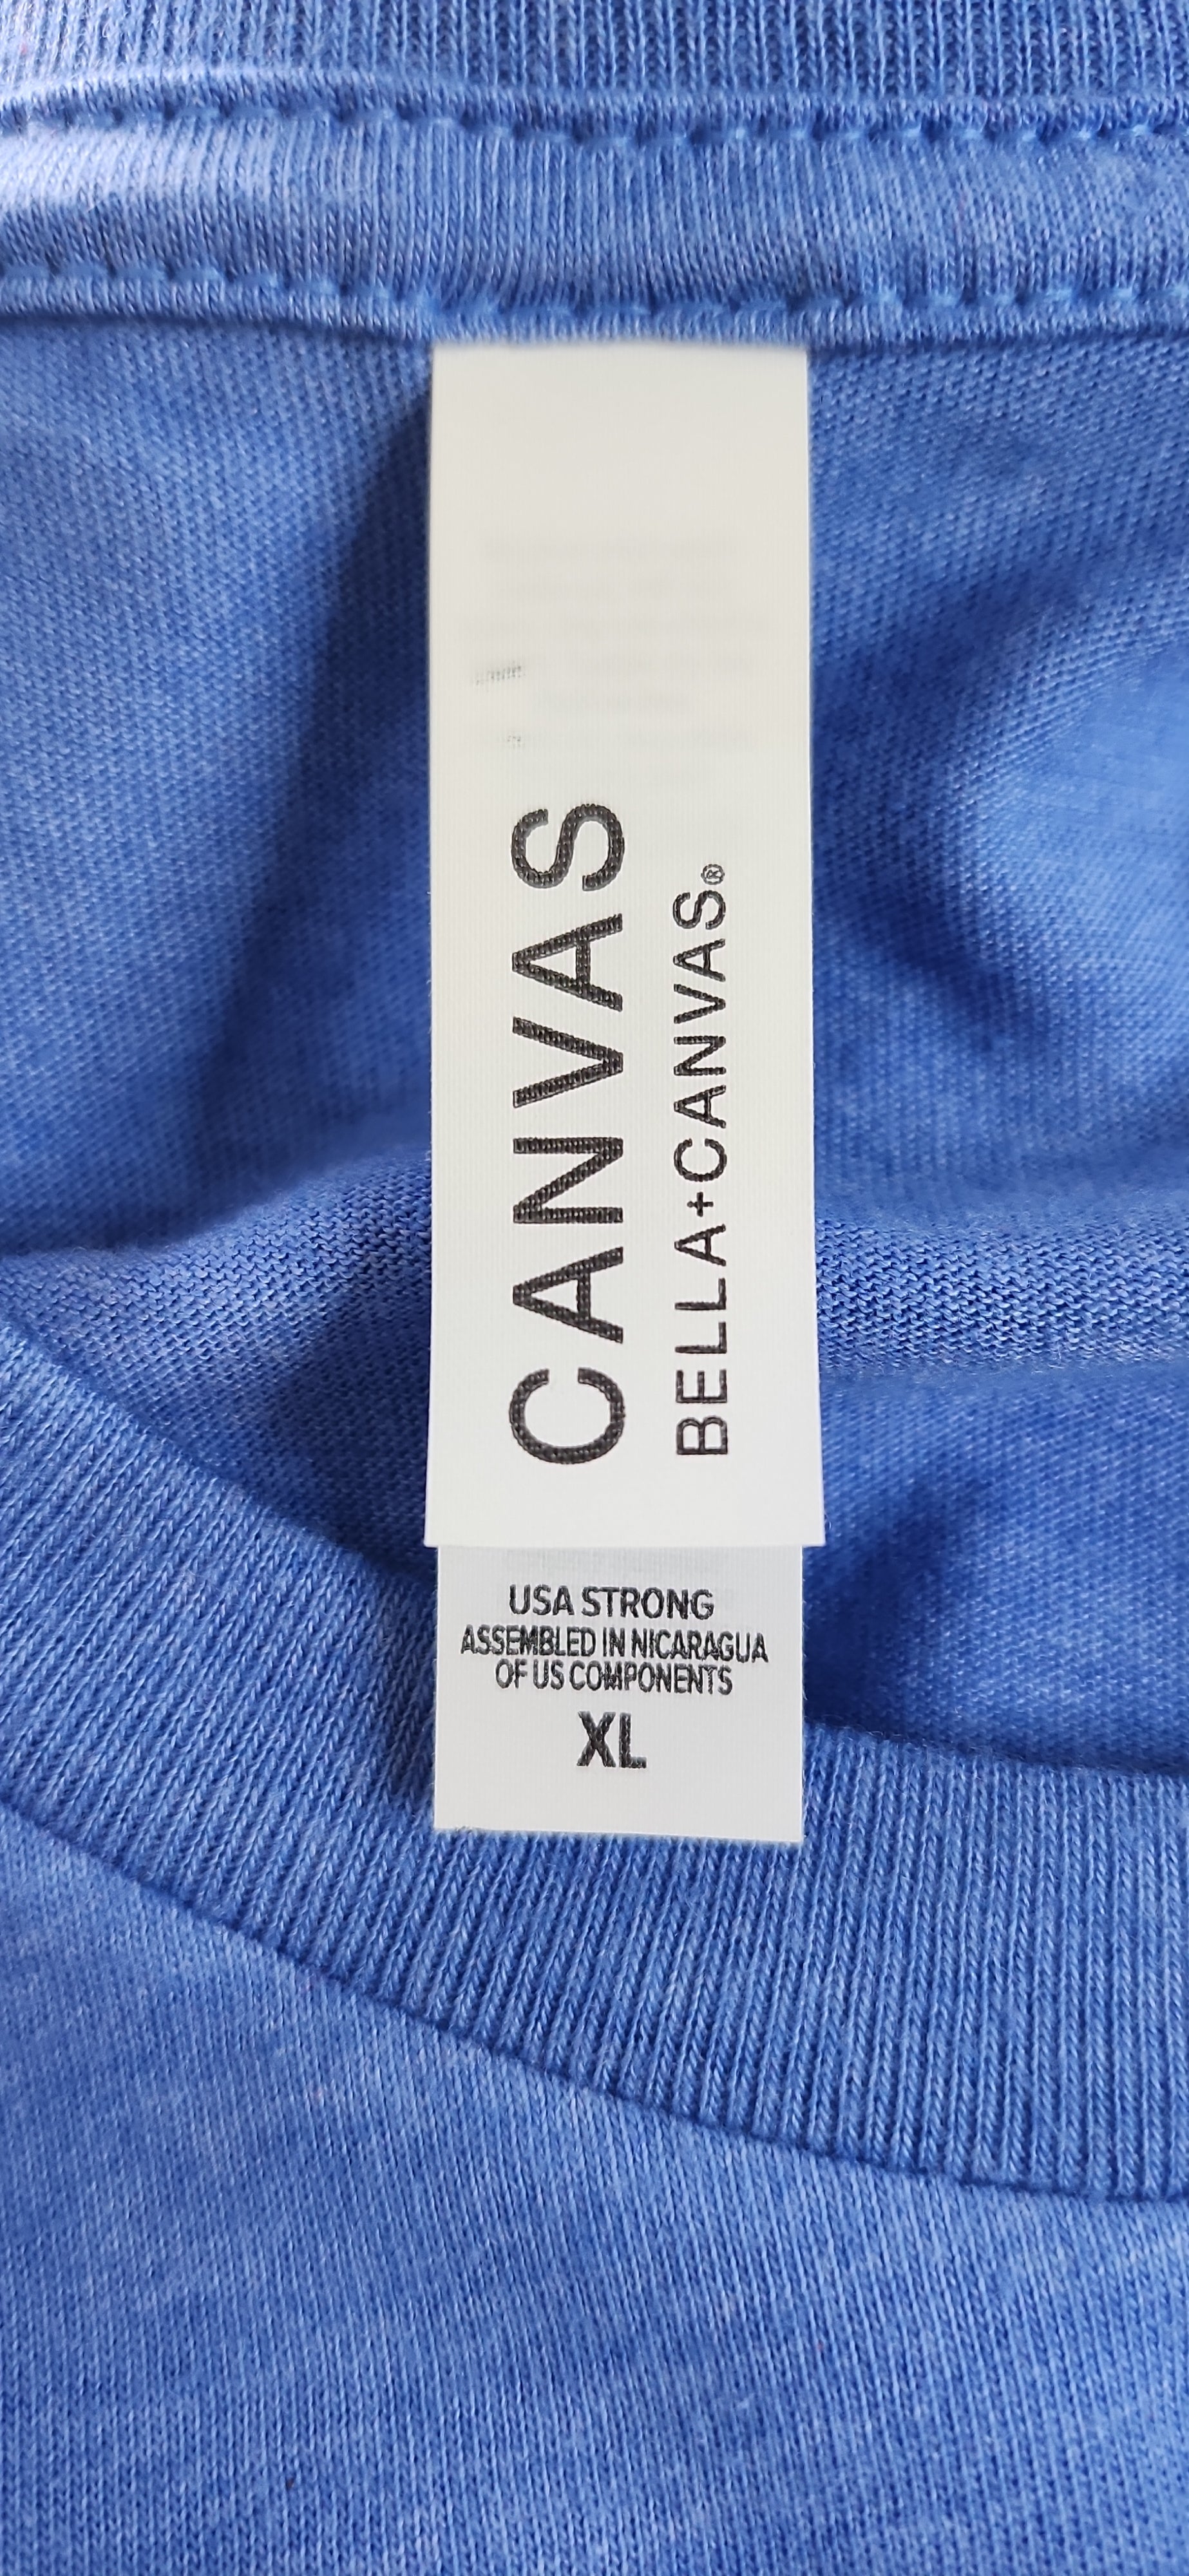 CANVAS
BELLA+CANVAS®
USA STRONG
ASSEMBLED IN NICARAGUA
OF US COMPONENTS
XL